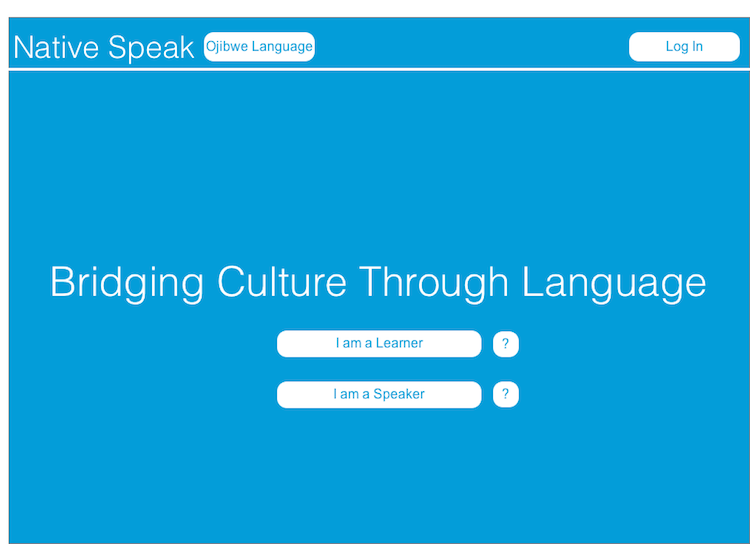 Native Speak Ojibwe Language Log In
Bridging Culture Through Language
I am a Learner ?
I am a Speaker ?